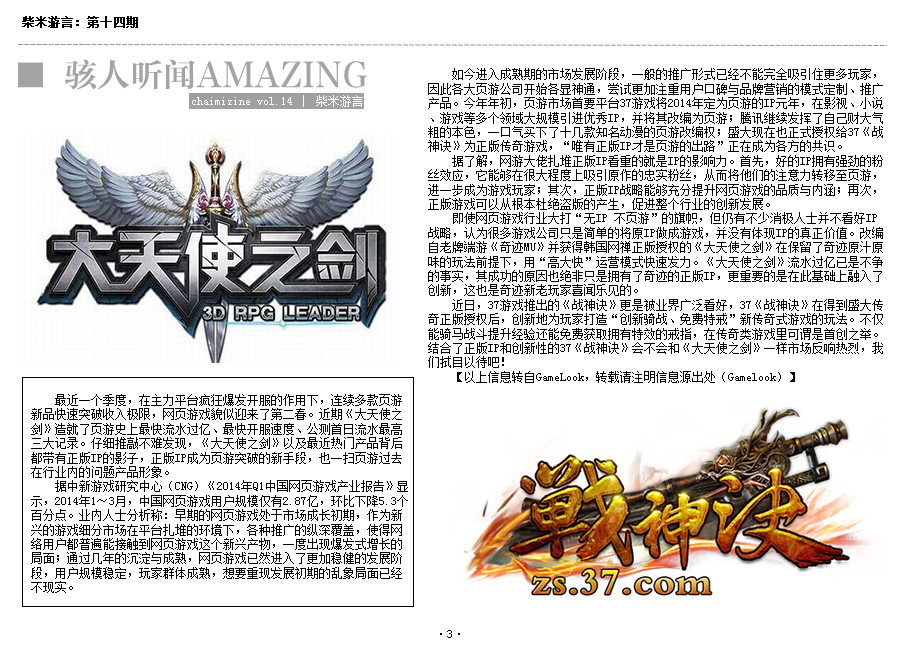 柴米游言：第十四期
骇人听闻AMAZING
chaimizine vol.14 | 柴米游言
大天使之剑
3D RPG LEADER
最近一个季度，在主力平台疯狂爆发开服的作用下，连续多款页游
新品快速突破收入极限，网页游戏貌似迎来了第二春。近期《大天使之
剑》造就了页游史上最快流水过亿、最快开服速度、公测首日流水最高
三大记录。仔细推敲不难发现，《大天使之剑》以及最近热门产品背后
都带有正版IP的影子，正版IP成为页游突破的新手段，也一扫页游过去
在行业内的问题产品形象。
据中新游戏研究中心（CNG）《2014年Q1中国网页游戏产业报告》显
示，2014年1～3月，中国网页游戏用户规模仅有2.87亿，环比下降5.3个
百分点。业内人士分析称：早期的网页游戏处于市场成长初期，作为新
兴的游戏细分市场在平台扎堆的环境下，各种推广的纵深覆盖，使得网
络用户都普遍能接触到网页游戏这个新兴产物，一度出现爆发式增长的
局面；通过几年的沉淀与成熟，网页游戏已然进入了更加稳健的发展阶
段，用户规模稳定，玩家群体成熟，想要重现发展初期的乱象局面已经
不现实。
如今进入成熟期的市场发展阶段，一般的推广形式已经不能完全吸引住更多玩家，
因此各大页游公司开始各显神通，尝试更加注重用户口碑与品牌营销的模式定制、推广
产品。今年年初，页游市场首要平台37游戏将2014年定为页游的IP元年，在影视、小说
、游戏等多个领域大规模引进优秀IP，并将其改编为页游；腾讯继续发挥了自己财大气
粗的本色，一口气买下了十几款知名动漫的页游改编权；盛大现在也正式授权给37《战
神诀》为正版传奇游戏，“唯有正版IP才是页游的出路”正在成为各方的共识。
据了解，网游大佬扎堆正版IP看重的就是IP的影响力。首先，好的IP拥有强劲的粉
丝效应，它能够在很大程度上吸引原作的忠实粉丝，从而将他们的注意力转移至页游，
进一步成为游戏玩家；其次，正版IP战略能够充分提升网页游戏的品质与内涵；再次，
正版游戏可以从根本杜绝盗版的产生，促进整个行业的创新发展。
即使网页游戏行业大打“无IP 不页游”的旗帜，但仍有不少消极人士并不看好IP
战略，认为很多游戏公司只是简单的将原IP做成游戏，并没有体现IP的真正价值。改编
自老牌端游《奇迹MU》并获得韩国网禅正版授权的《大天使之剑》在保留了奇迹原汁原
味的玩法前提下，用“高大快”运营模式快速发力。《大天使之剑》流水过亿已是不争
的事实，其成功的原因也绝非只是拥有了奇迹的正版IP，更重要的是在此基础上融入了
创新，这也是奇迹新老玩家喜闻乐见的。
近日，37游戏推出的《战神诀》更是被业界广泛看好，37《战神诀》在得到盛大传
奇正版授权后，创新地为玩家打造“创新骑战、免费特戒”新传奇式游戏的玩法。不仅
能骑马战斗提升经验还能免费获取拥有特效的戒指，在传奇类游戏里可谓是首创之举。
结合了正版IP和创新性的37《战神诀》会不会和《大天使之剑》一样市场反响热烈，我
们拭目以待吧！
【以上信息转自GameLook，转载请注明信息源出处（Gamelook）】
戰神诀
zs.37.com
·3·